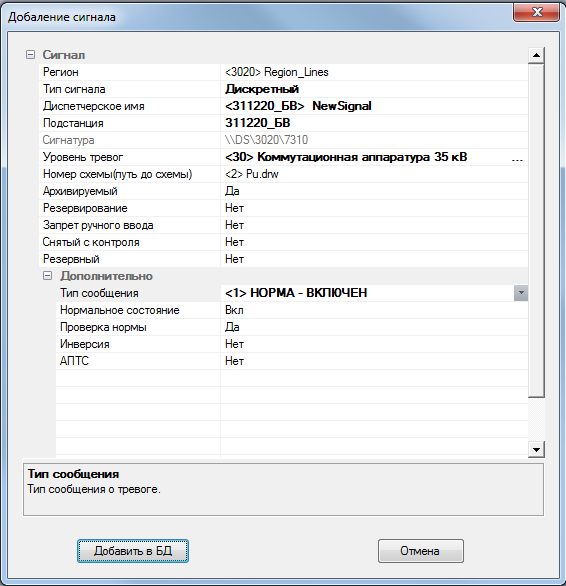 Добаление сигнала
Сигнал
Регион <3020> Region_Lines
Тип сигнала Дискретный
Диспетчерское имя <311220_БВ> NewSignal
Подстанция 311220_БВ
Сигнатура \\DS\3020\7310
Уровень тревог <30> Коммутационная аппаратура 35 кВ ...
Номер схемы(путь до схемы) <2> Pu.drw
Архивируемый Да
Резервирование Нет
Запрет ручного ввода Нет
Снятый с контроля Нет
Резервный Нет
Дополнительно
Тип сообщения <1> НОРМА - ВКЛЮЧЕН
Нормальное состояние Вкл
Проверка нормы Да
Инверсия Нет
АПТС Нет
Тип сообщения
Тип сообщения о тревоге.
Добавить в БД Отмена